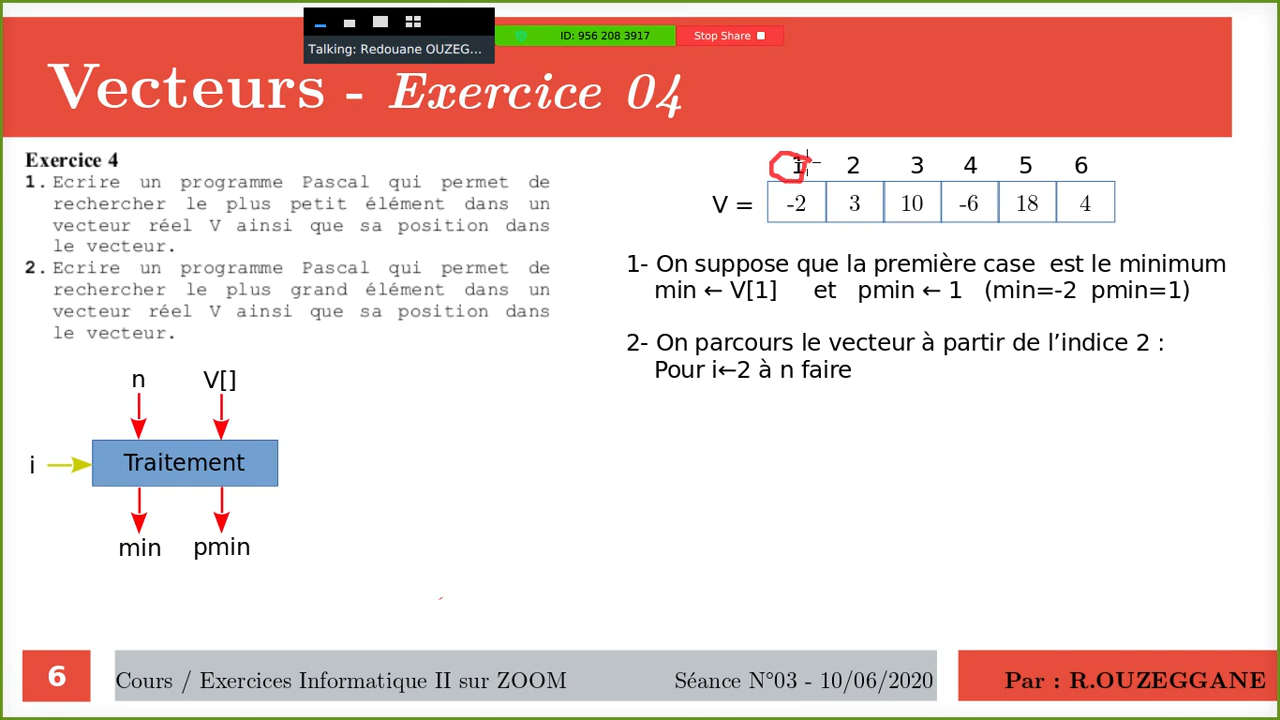 Talking: Redouane OUZEG...
ID: 956 208 3917
Stop Share
Vecteurs - Exercice 04
Exercice 4
1. Ecrire un programme Pascal qui permet de
rechercher le plus petit élément dans un
vecteur réel V ainsi que sa position dans
le vecteur.
2. Ecrire un programme Pascal qui permet de
rechercher le plus grand élément dans un
vecteur réel V ainsi que sa position dans
le vecteur.
n V[]
i Traitement
min pmin
1 2 3 4 5 6
V = -2 3 10 -6 18 4
1- On suppose que la première case est le minimum
min ← V[1] et pmin ← 1 (min=-2 pmin=1)
2- On parcours le vecteur à partir de l’indice 2 :
Pour i←2 à n faire
6 Cours / Exercices Informatique II sur ZOOM Séance N°03 - 10/06/2020 Par : R.OUZEGGANE